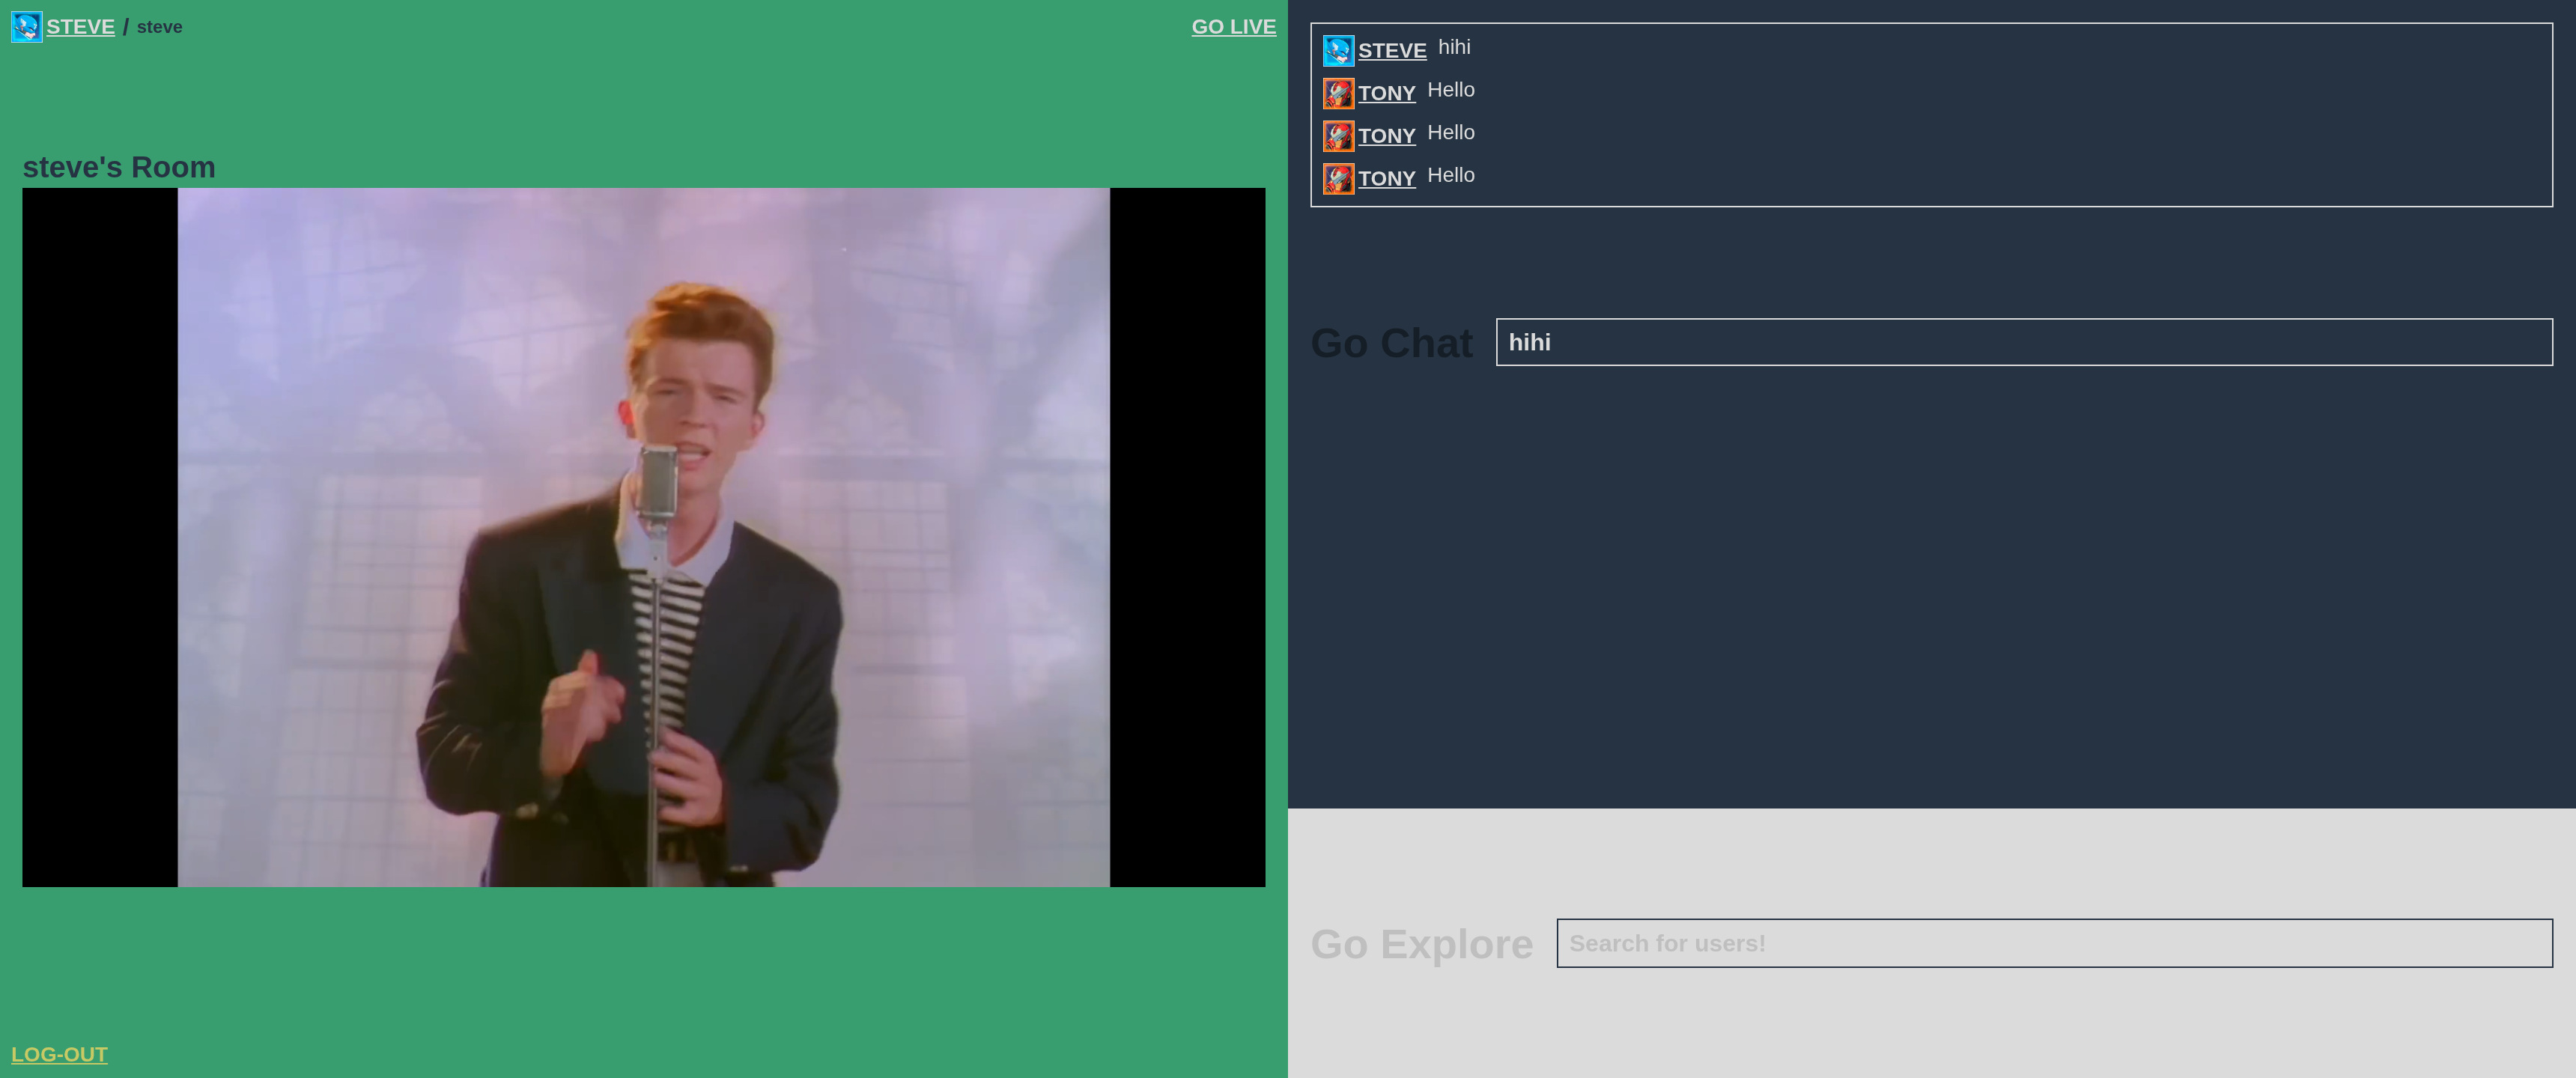 STEVE / steve
GO LIVE
steve's Room
LOG-OUT
STEVE hihi
TONY Hello
TONY Hello
TONY Hello
Go Chat hihi
Go Explore Search for users!